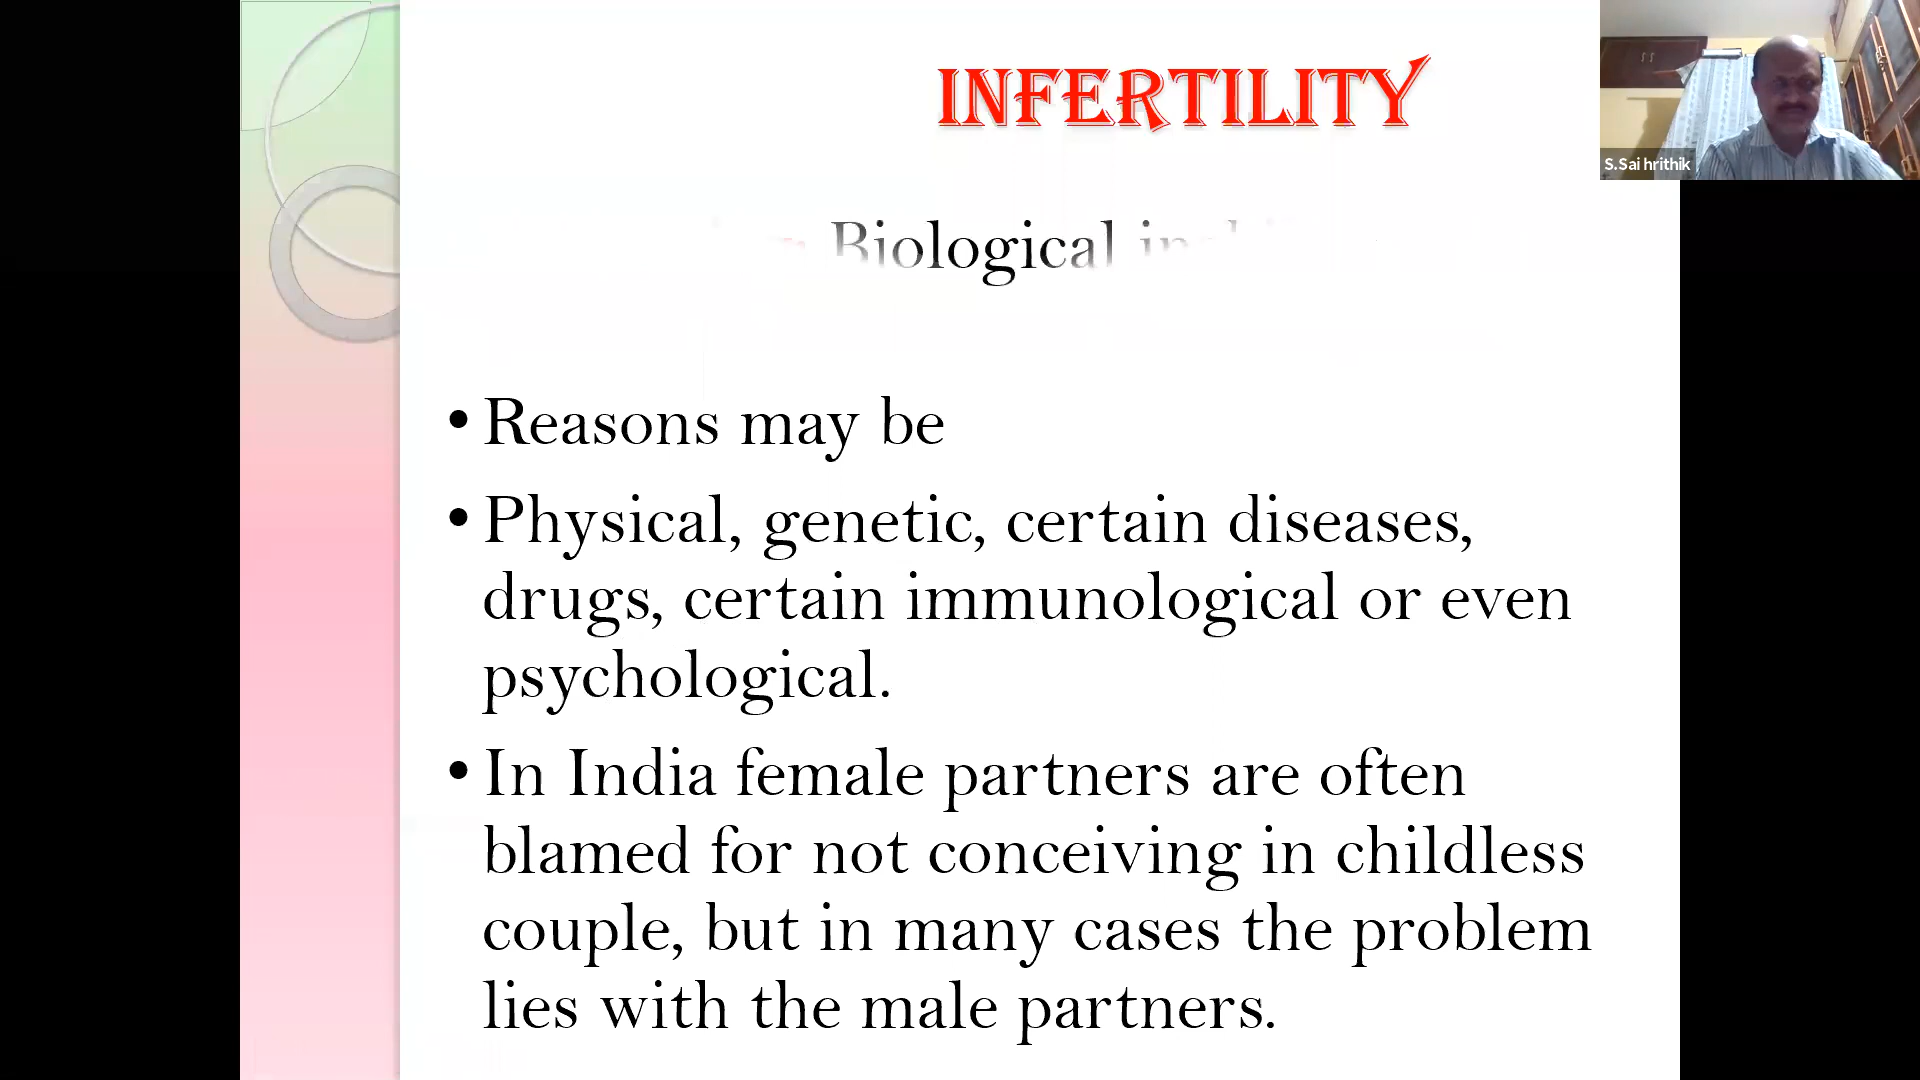 INFERTILITY
S.Sai hrithik
Biological
• Reasons may be
• Physical, genetic, certain diseases,
drugs, certain immunological or even
psychological.
• In India female partners are often
blamed for not conceiving in childless
couple, but in many cases the problem
lies with the male partners.